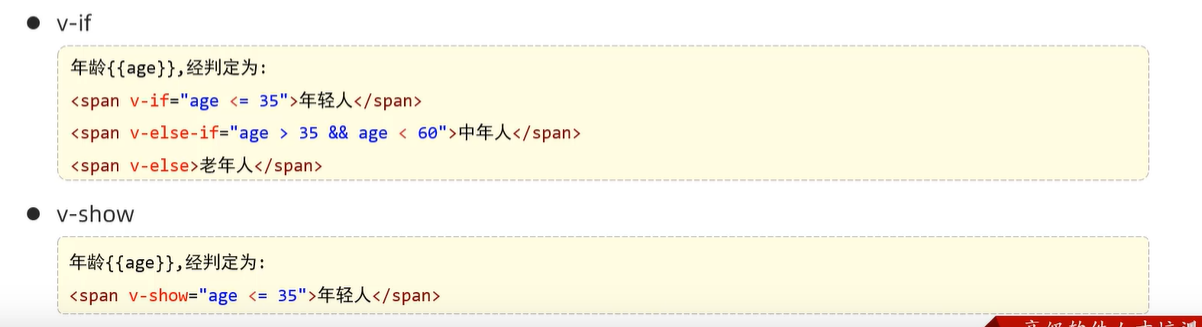 v-if
年龄{{age}},经判定为:
<span v-if="age <= 35">年轻人</span>
<span v-else-if="age > 35 && age < 60">中年人</span>
<span v-else>老年人</span>
v-show
年龄{{age}},经判定为:
<span v-show="age <= 35">年轻人</span>